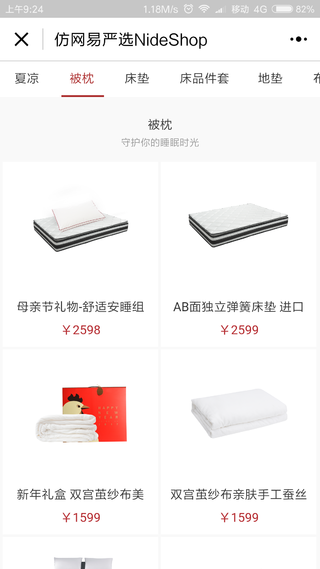 上午9:24
1.18M/s
移动 4G 82%
仿网易严选NideShop
夏凉 被枕 床垫 床品件套 地垫
被枕
守护你的睡眠时光
母亲节礼物-舒适安睡组
￥2598
AB面独立弹簧床垫 进口
￥2599
新年礼盒 双宫茧纱布美
￥1599
双宫茧纱布亲肤手工蚕丝
￥1599